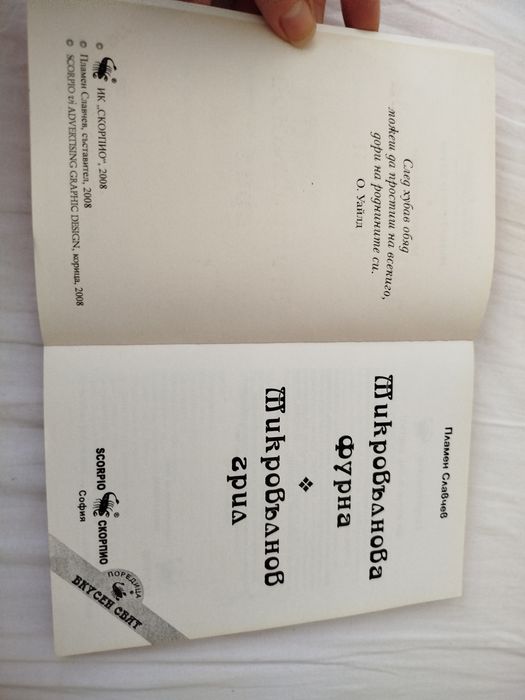 След хубав обяд
можеш да простиш на всекиго,
дори на роднините си.
О. Уайлд
© ИК „СКОРПИО“, 2008
© Пламен Славчев, съставител, 2008
© SCORPIO vi ADVERTISING GRAPHIC DESIGN, корица, 2008
Пламен Славчев
Микровълнова
фурна
Микровълнов
грил
SCORPIO ® СКОРПИО
София
ПОРЕДИЦА
ВКУСЕН СВЯТ